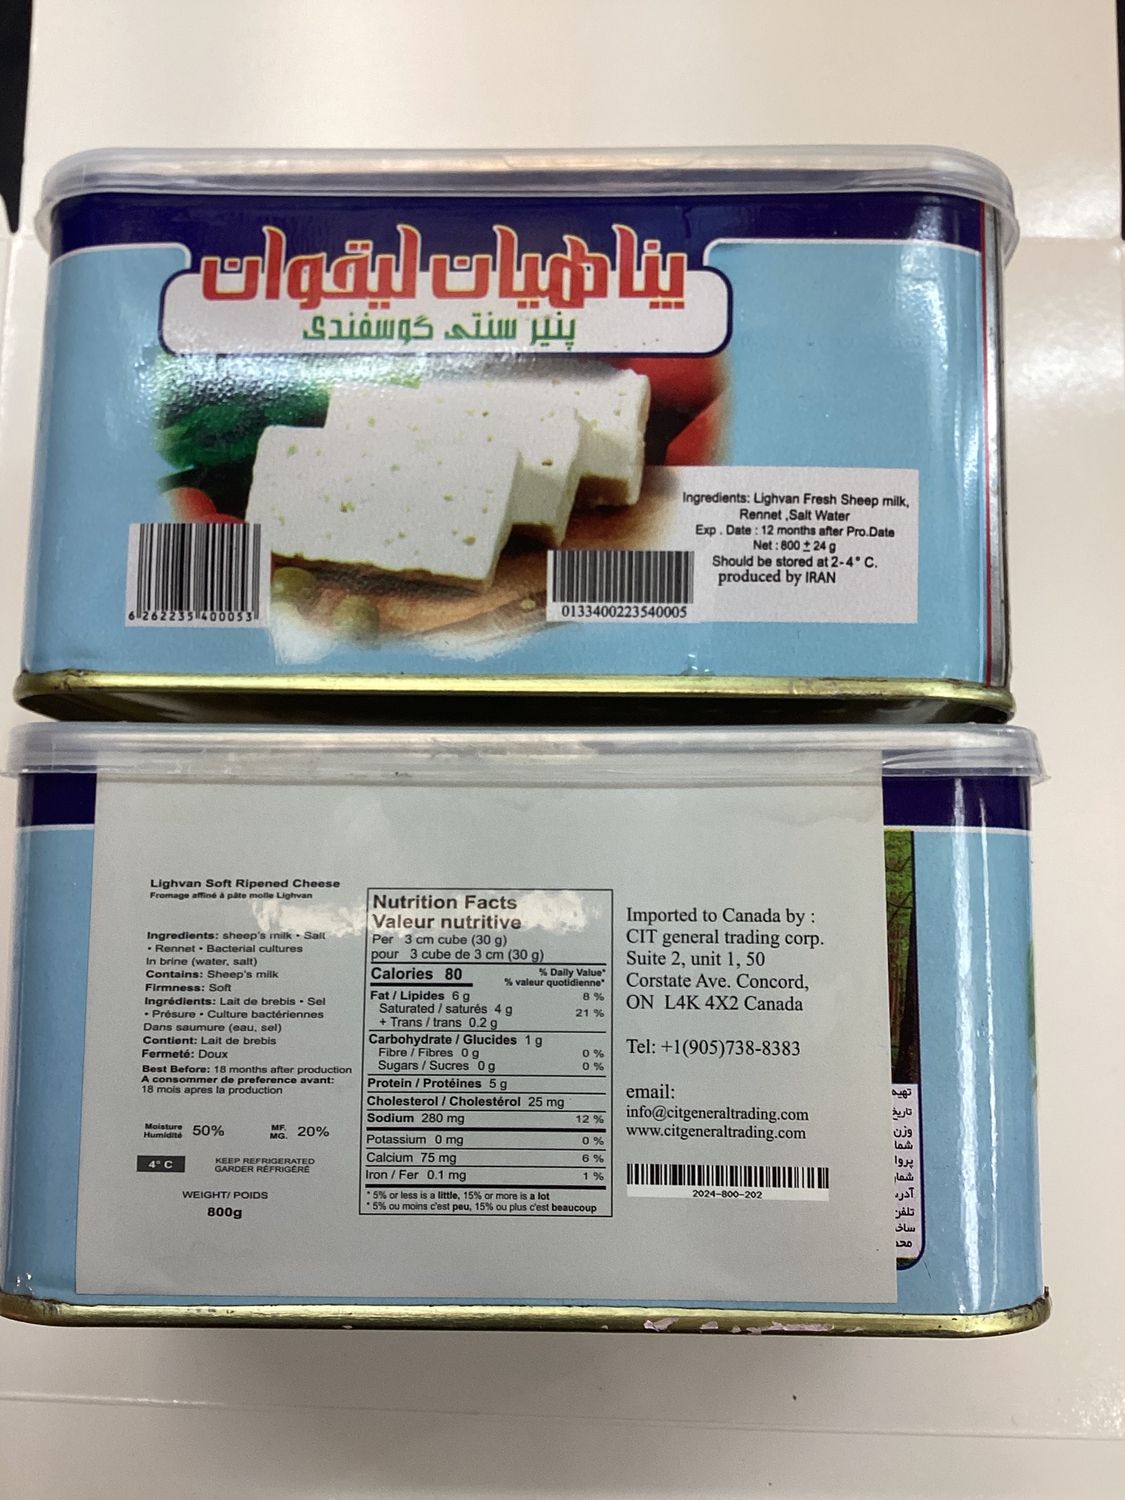 پناهیان لیقوان
پنیر سنتی گوسفندی
Ingredients: Lighvan Fresh Sheep milk,
Rennet ,Salt Water
Exp . Date : 12 months after Pro.Date
Net : 800 ± 24 g
Should be stored at 2-4° C.
produced by IRAN
6 262235 400053
0133400223540005
Lighvan Soft Ripened Cheese
Fromage affiné à pâte molle Lighvan
Ingredients: sheep's milk • Salt
• Rennet • Bacterial cultures
In brine (water, salt)
Contains: Sheep's milk
Firmness: Soft
Ingrédients: Lait de brebis • Sel
• Présure • Culture bactériennes
Dans saumure (eau, sel)
Contient: Lait de brebis
Fermeté: Doux
Best Before: 18 months after production
A consommer de preference avant:
18 mois apres la production
Moisture
Humidité 50%
MF.
MG. 20%
4° C
KEEP REFRIGERATED
GARDER RÉFRIGÉRÉ
WEIGHT/ POIDS
800g
Nutrition Facts
Valeur nutritive
Per 3 cm cube (30 g)
pour 3 cube de 3 cm (30 g)
Calories 80
% Daily Value*
% valeur quotidienne*
Fat / Lipides 6 g 8 %
Saturated / saturés 4 g 21 %
+ Trans / trans 0.2 g
Carbohydrate / Glucides 1 g
Fibre / Fibres 0 g 0 %
Sugars / Sucres 0 g 0 %
Protein / Protéines 5 g
Cholesterol / Cholestérol 25 mg
Sodium 280 mg 12 %
Potassium 0 mg 0 %
Calcium 75 mg 6 %
Iron / Fer 0.1 mg 1 %
* 5% or less is a little, 15% or more is a lot
* 5% ou moins c'est peu, 15% ou plus c'est beaucoup
Imported to Canada by :
CIT general trading corp.
Suite 2, unit 1, 50
Corstate Ave. Concord,
ON L4K 4X2 Canada
Tel: +1(905)738-8383
email:
info@citgeneraltrading.com
www.citgeneraltrading.com
2024-800-202
تاریخ
وزن
تلفن